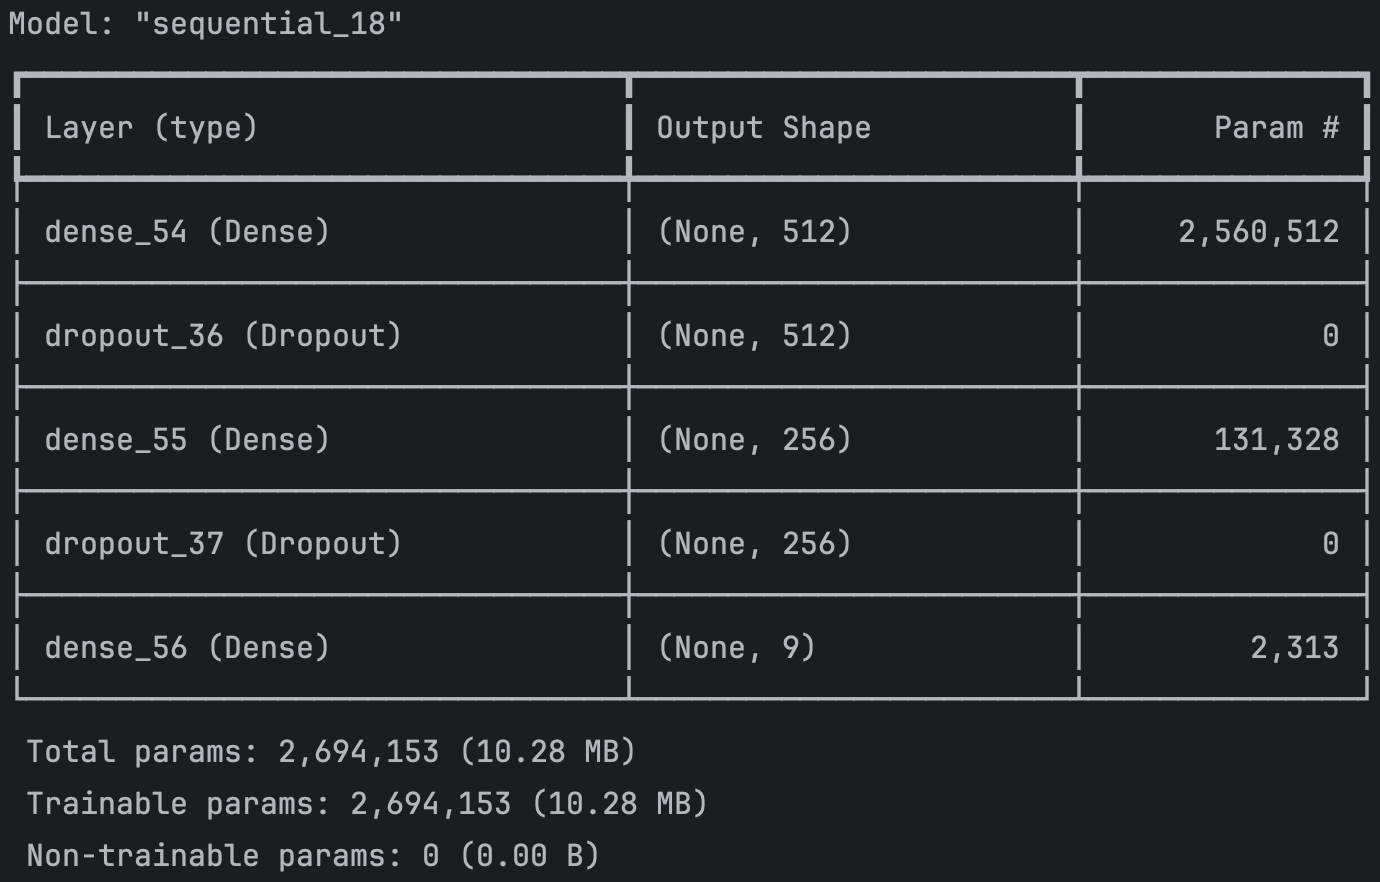 Model: "sequential_18"
Layer (type) Output Shape Param #
dense_54 (Dense) (None, 512) 2,560,512
dropout_36 (Dropout) (None, 512) 0
dense_55 (Dense) (None, 256) 131,328
dropout_37 (Dropout) (None, 256) 0
dense_56 (Dense) (None, 9) 2,313
Total params: 2,694,153 (10.28 MB)
Trainable params: 2,694,153 (10.28 MB)
Non-trainable params: 0 (0.00 B)